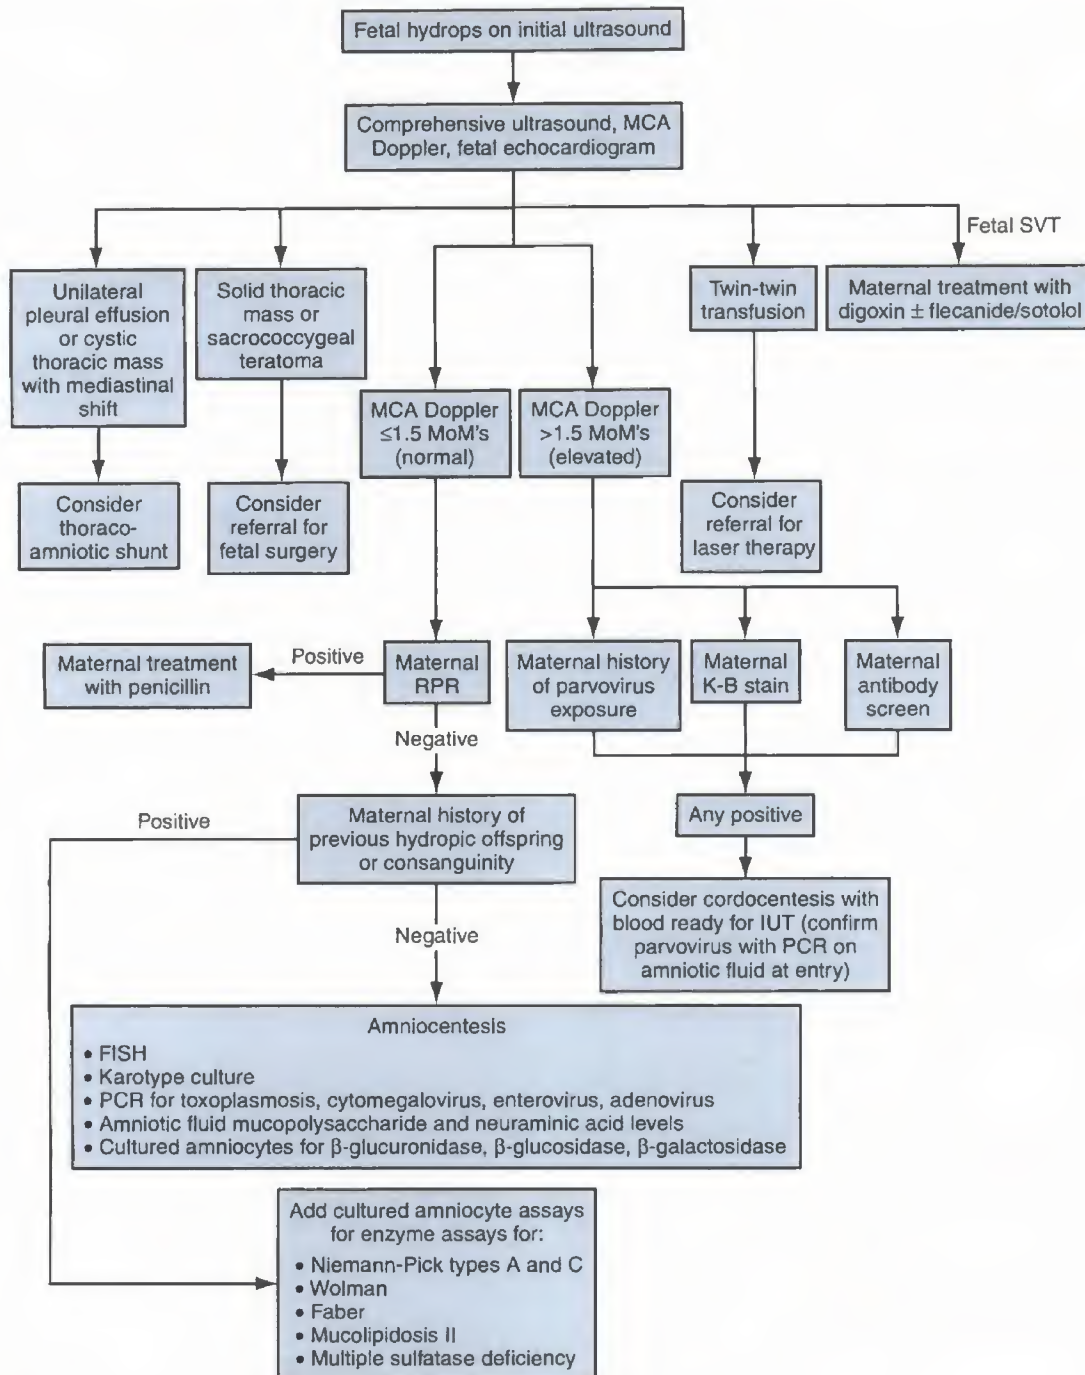 Fetal hydrops on initial ultrasound
Comprehensive ultrasound, MCA
Doppler, fetal echocardiogram
Fetal SVT
Unilateral
pleural effusion
or cystic
thoracic mass
with mediastinal
shift
Solid thoracic
mass or
sacrococcygeal
teratoma
Twin-twin
transfusion
Maternal treatment with
digoxin ± flecanide/sotolol
MCA Doppler
≤1.5 MoM's
(normal)
MCA Doppler
>1.5 MoM's
(elevated)
Consider
thoraco-
amniotic shunt
Consider
referral for
fetal surgery
Consider
referral for
laser therapy
Maternal treatment
with penicillin
Positive
Maternal
RPR
Maternal history
of parvovirus
exposure
Maternal
K-B stain
Maternal
antibody
screen
Negative
Positive
Maternal history of
previous hydropic offspring
or consanguinity
Any positive
Negative
Consider cordocentesis with
blood ready for IUT (confirm
parvovirus with PCR on
amniotic fluid at entry)
Amniocentesis
• FISH
• Karotype culture
• PCR for toxoplasmosis, cytomegalovirus, enterovirus, adenovirus
• Amniotic fluid mucopolysaccharide and neuraminic acid levels
• Cultured amniocytes for β-glucuronidase, β-glucosidase, β-galactosidase
Add cultured amniocyte assays
for enzyme assays for:
• Niemann-Pick types A and C
• Wolman
• Faber
• Mucolipidosis II
• Multiple sulfatase deficiency